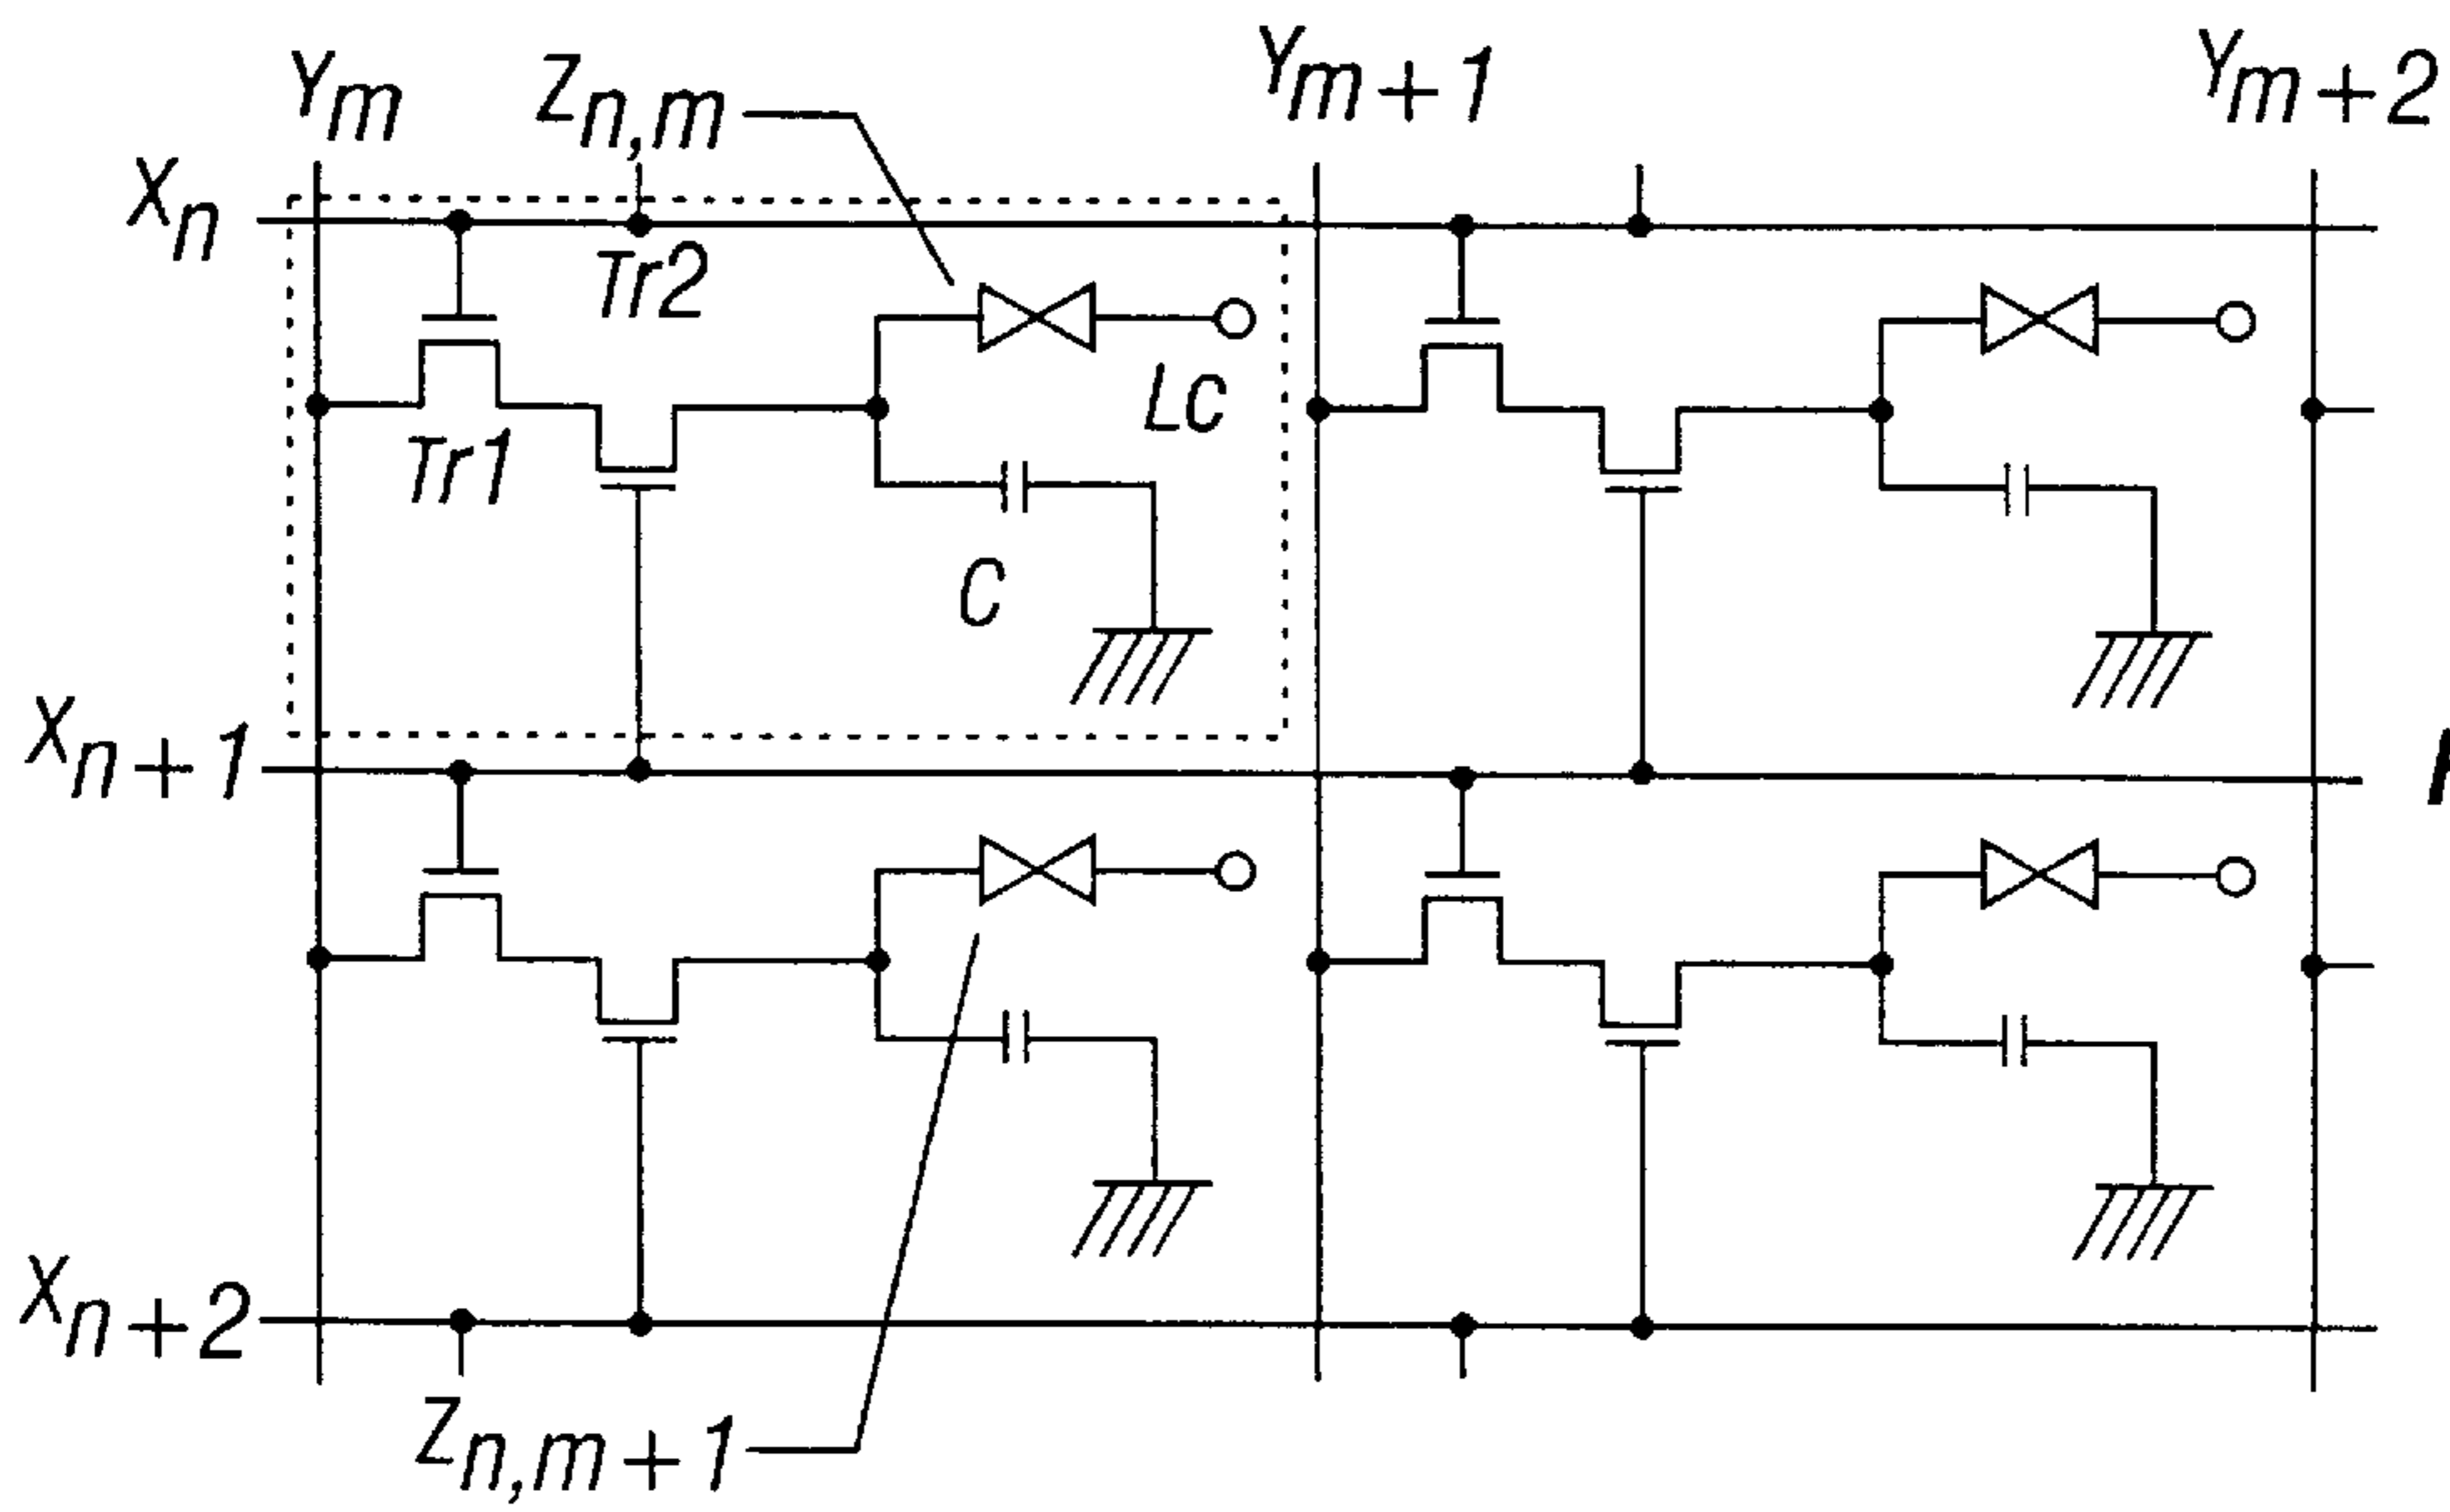 Ym
Zn,m
Ym+1
Ym+2
Xn
Tr2
LC
Tr1
C
Xn+1
Xn+2
Zn,m+1